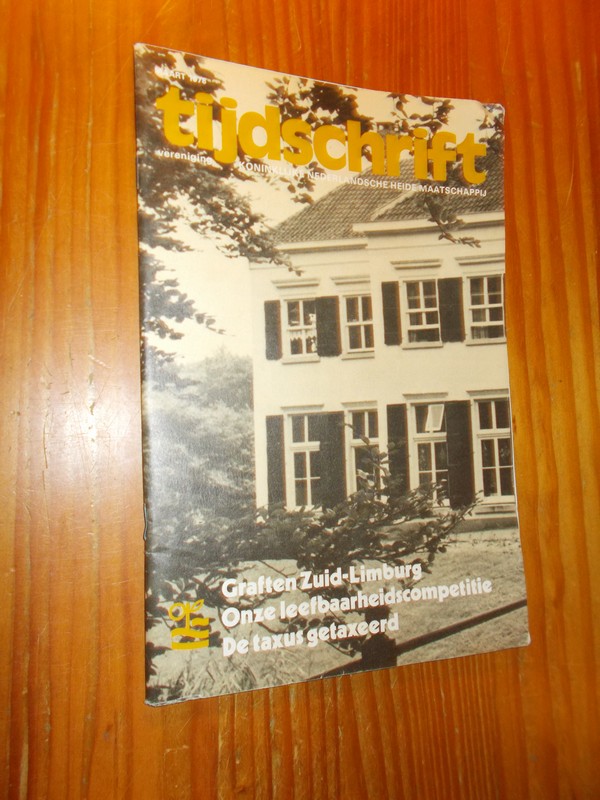 MAART 1978
tijdschrift
vereniging KONINKLIJKE NEDERLANDSCHE HEIDE MAATSCHAPPIJ
Graften Zuid-Limburg
Onze leefbaarheidscompetitie
De taxus getaxeerd